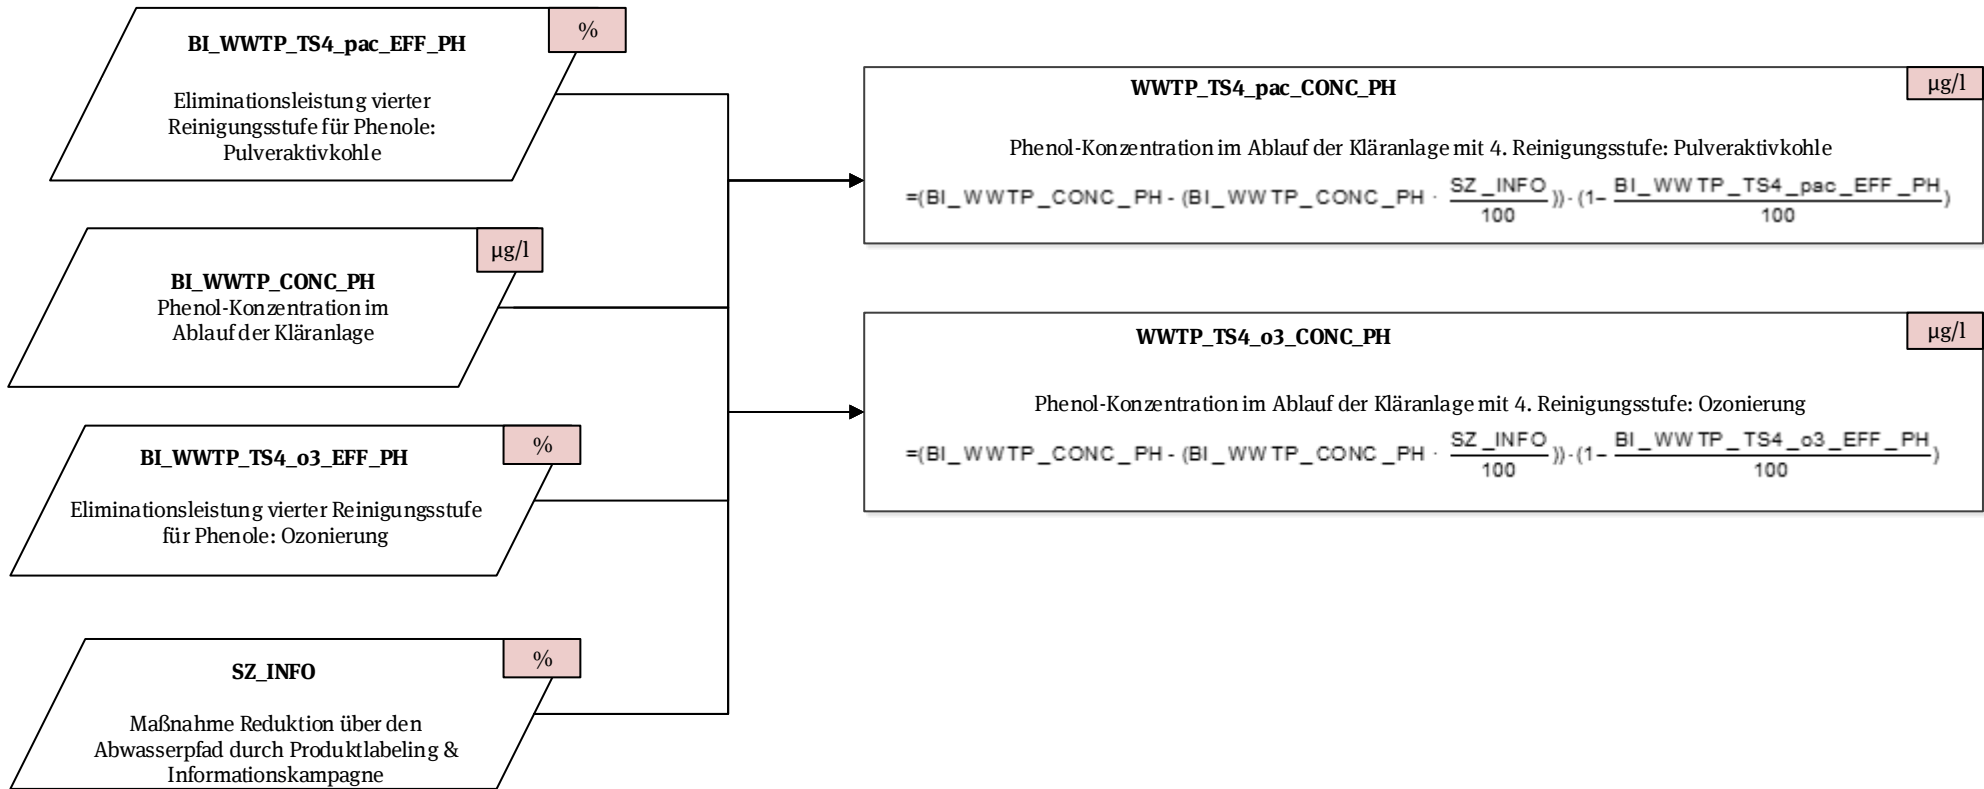 BI_WWTP_TS4_pac_EFF_PH
%
Eliminationsleistung vierter
Reinigungsstufe für Phenole:
Pulveraktivkohle
µg/l
BI_WWTP_CONC_PH
Phenol-Konzentration im
Ablauf der Kläranlage
%
BI_WWTP_TS4_o3_EFF_PH
Eliminationsleistung vierter Reinigungsstufe
für Phenole: Ozonierung
%
SZ_INFO
Maßnahme Reduktion über den
Abwasserpfad durch Produktlabeling &
Informationskampagne
WWTP_TS4_pac_CONC_PH
µg/l
Phenol-Konzentration im Ablauf der Kläranlage mit 4. Reinigungsstufe: Pulveraktivkohle
=(BI_WWTP_CONC_PH - (BI_WWTP_CONC_PH · SZ_INFO/100)) · (1- BI_WWTP_TS4_pac_EFF_PH/100)
WWTP_TS4_o3_CONC_PH
µg/l
Phenol-Konzentration im Ablauf der Kläranlage mit 4. Reinigungsstufe: Ozonierung
=(BI_WWTP_CONC_PH - (BI_WWTP_CONC_PH · SZ_INFO/100)) · (1- BI_WWTP_TS4_o3_EFF_PH/100)